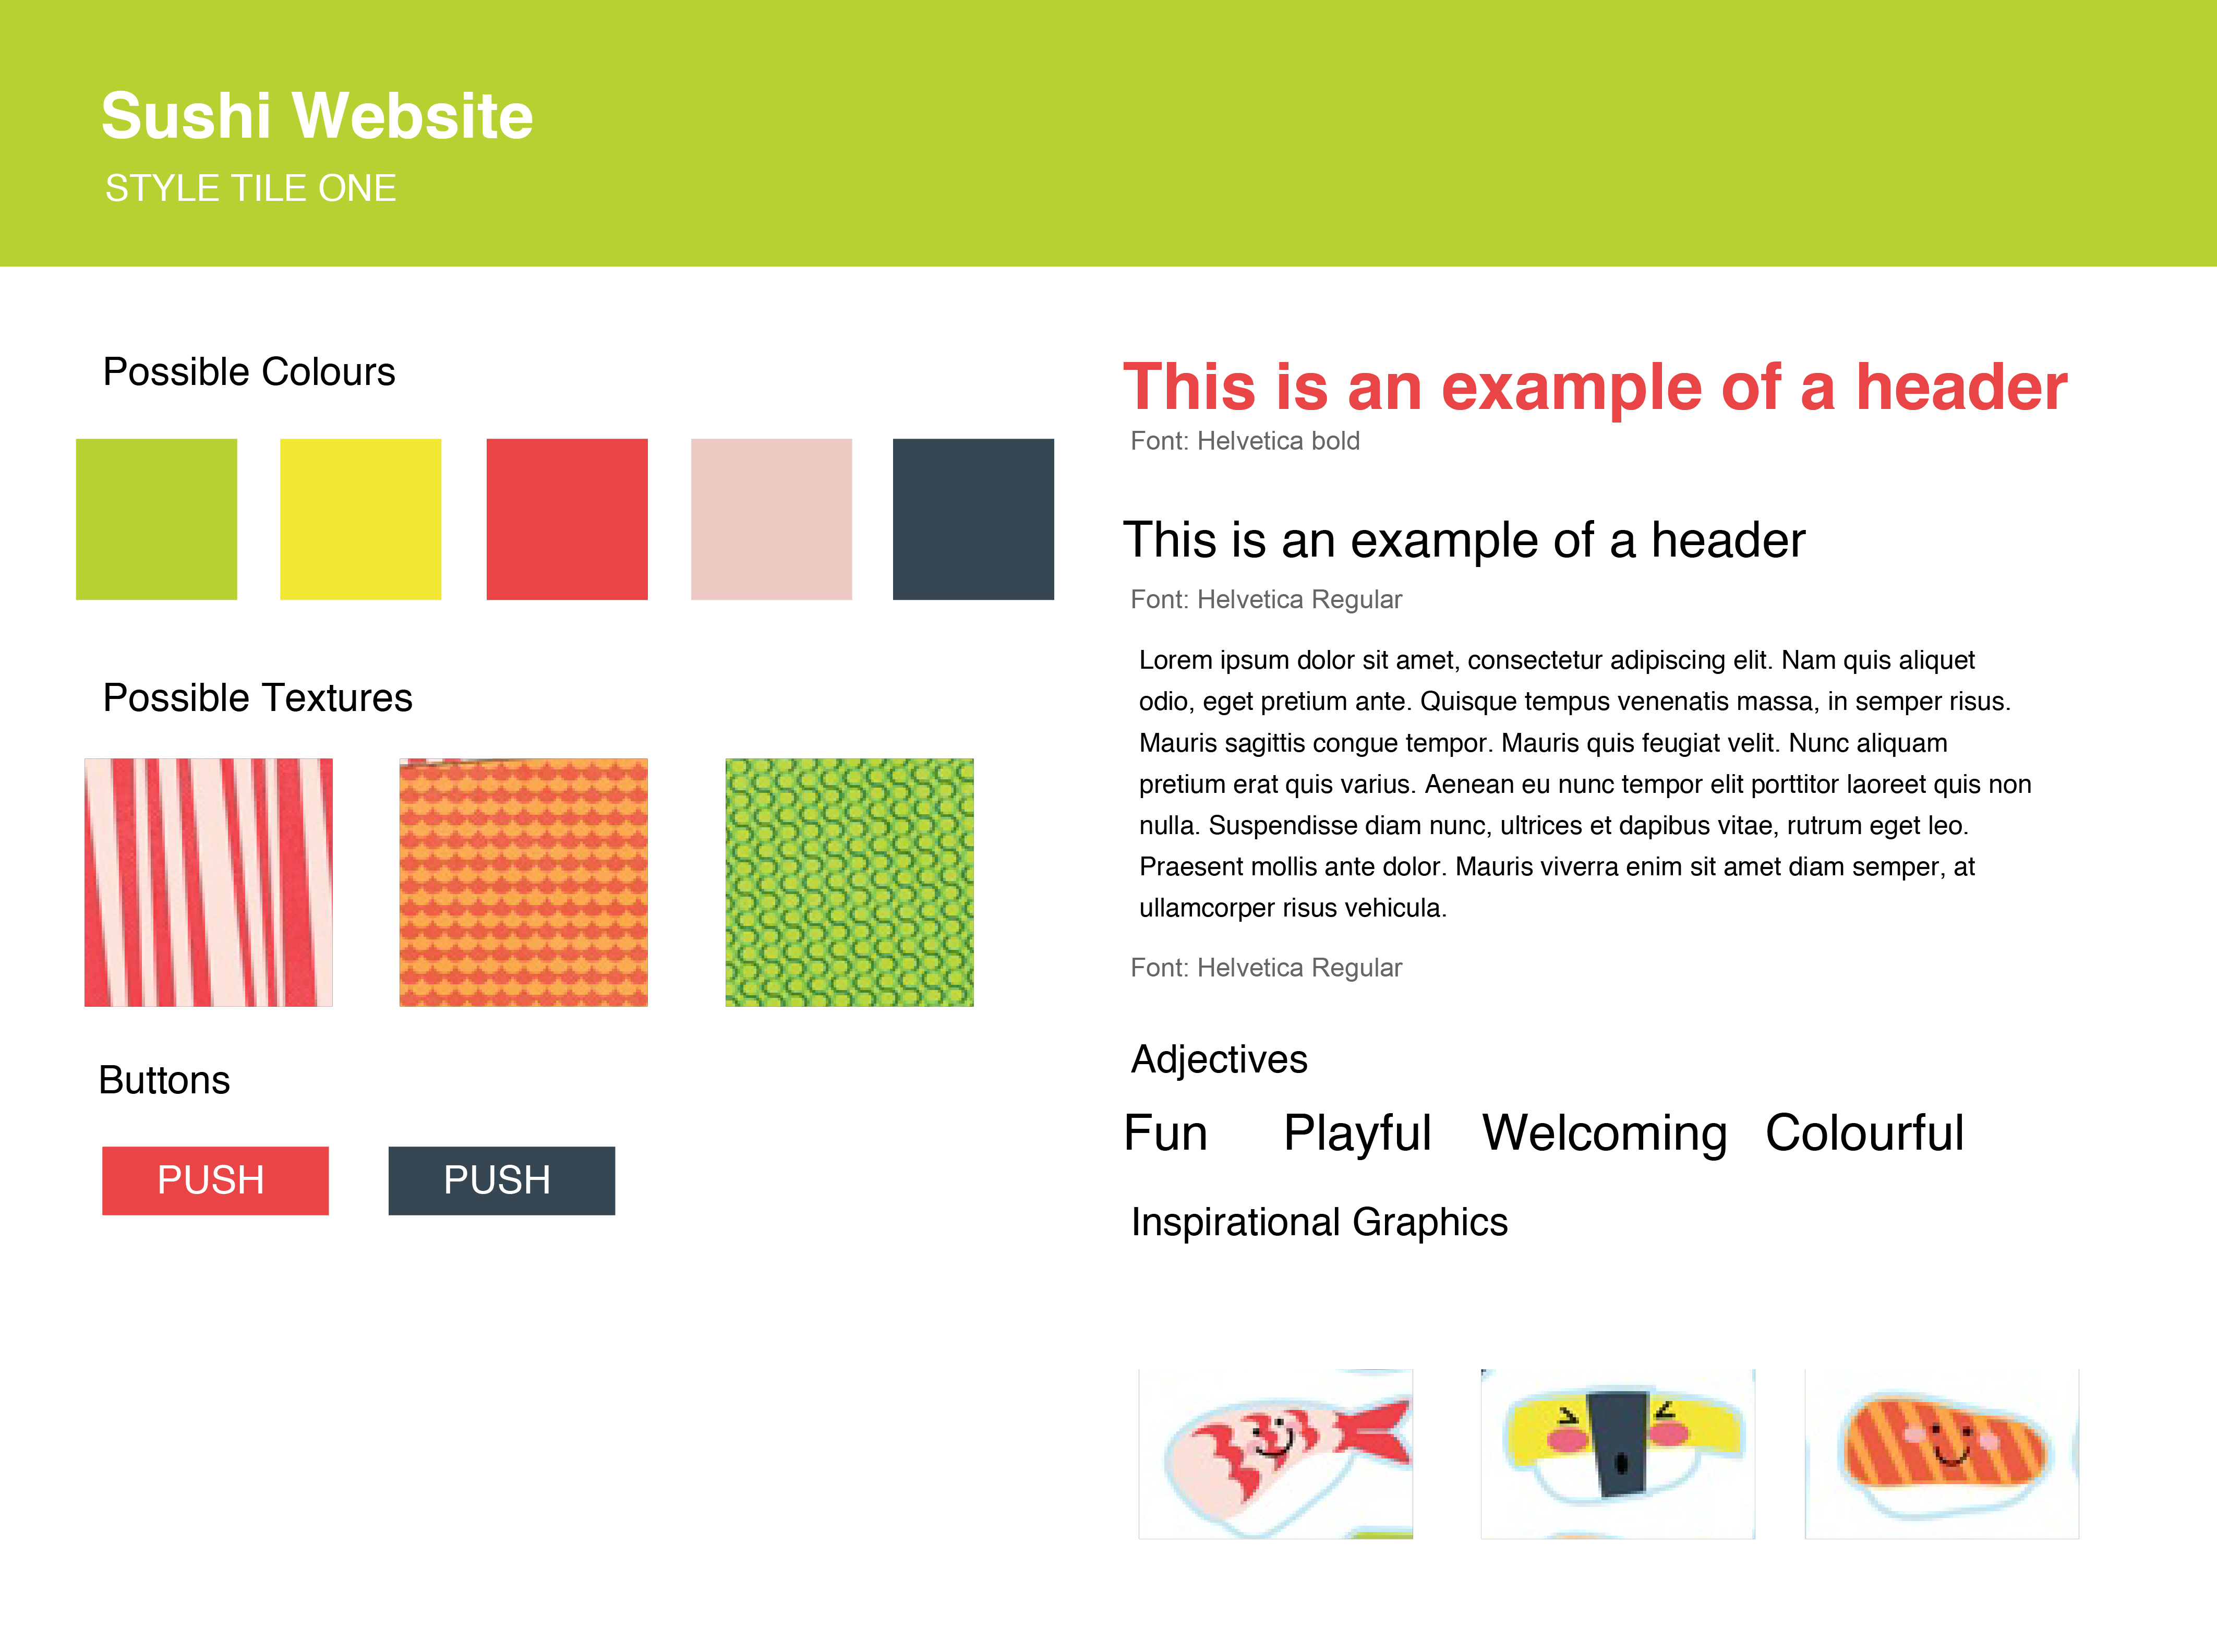 Sushi Website
STYLE TILE ONE
Possible Colours
Possible Textures
Buttons
PUSH PUSH
This is an example of a header
Font: Helvetica bold
This is an example of a header
Font: Helvetica Regular
Lorem ipsum dolor sit amet, consectetur adipiscing elit. Nam quis aliquet
odio, eget pretium ante. Quisque tempus venenatis massa, in semper risus.
Mauris sagittis congue tempor. Mauris quis feugiat velit. Nunc aliquam
pretium erat quis varius. Aenean eu nunc tempor elit porttitor laoreet quis non
nulla. Suspendisse diam nunc, ultrices et dapibus vitae, rutrum eget leo.
Praesent mollis ante dolor. Mauris viverra enim sit amet diam semper, at
ullamcorper risus vehicula.
Font: Helvetica Regular
Adjectives
Fun Playful Welcoming Colourful
Inspirational Graphics